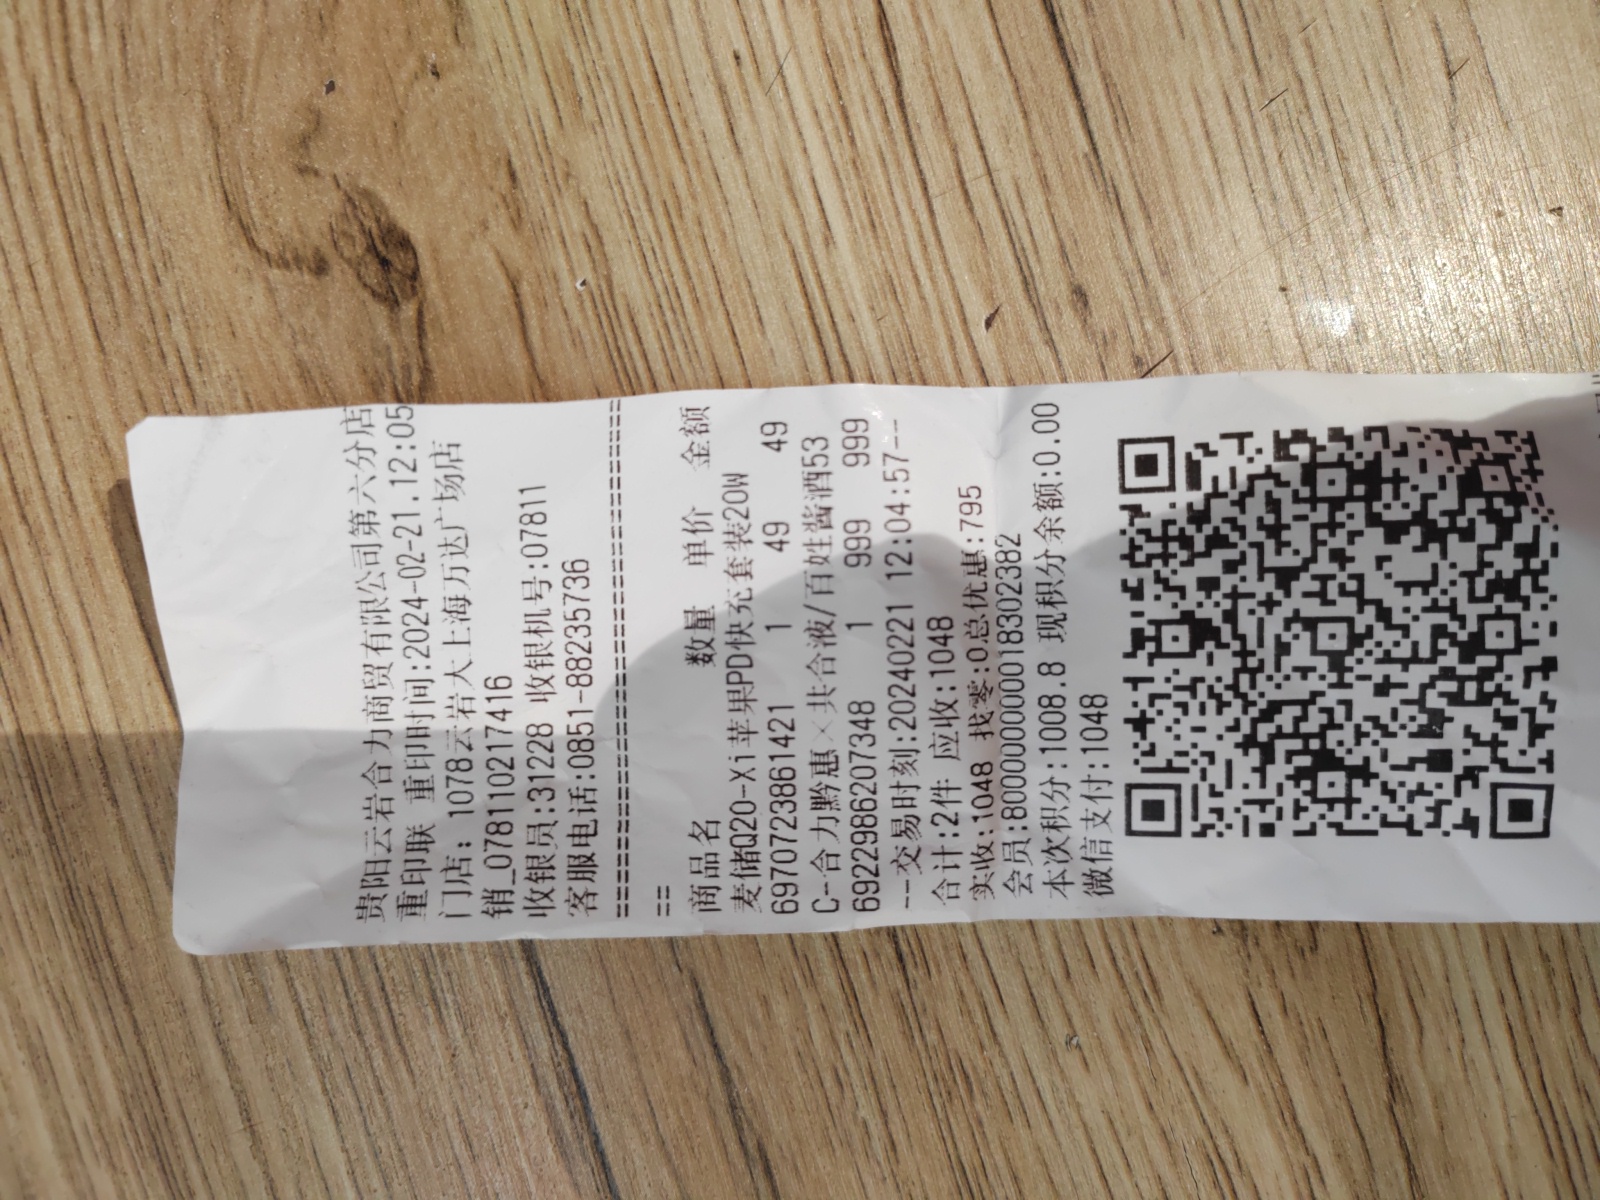 贵阳云岩合力商贸有限公司第六分店
重印联 重印时间:2024-02-21.12:05
门店: 1078云岩大上海万达广场店
销_078110217416
收银员:31228 收银机号:07811
客服电话:0851-88235736
==========================================
==
商品名 数量 单价 金额
麦储Q20-Xi苹果PD快充套装20W
6970723861421 1 49 49
C-合力黔惠×共合液/百姓酱酒53
6922986207348 1 999 999
--交易时刻:20240221 12:04:57--
合计:2件 应收:1048
实收:1048 找零:0总优惠:795
会员:8000000000018302382
本次积分:1008.8 现积分余额:0.00
微信支付:1048